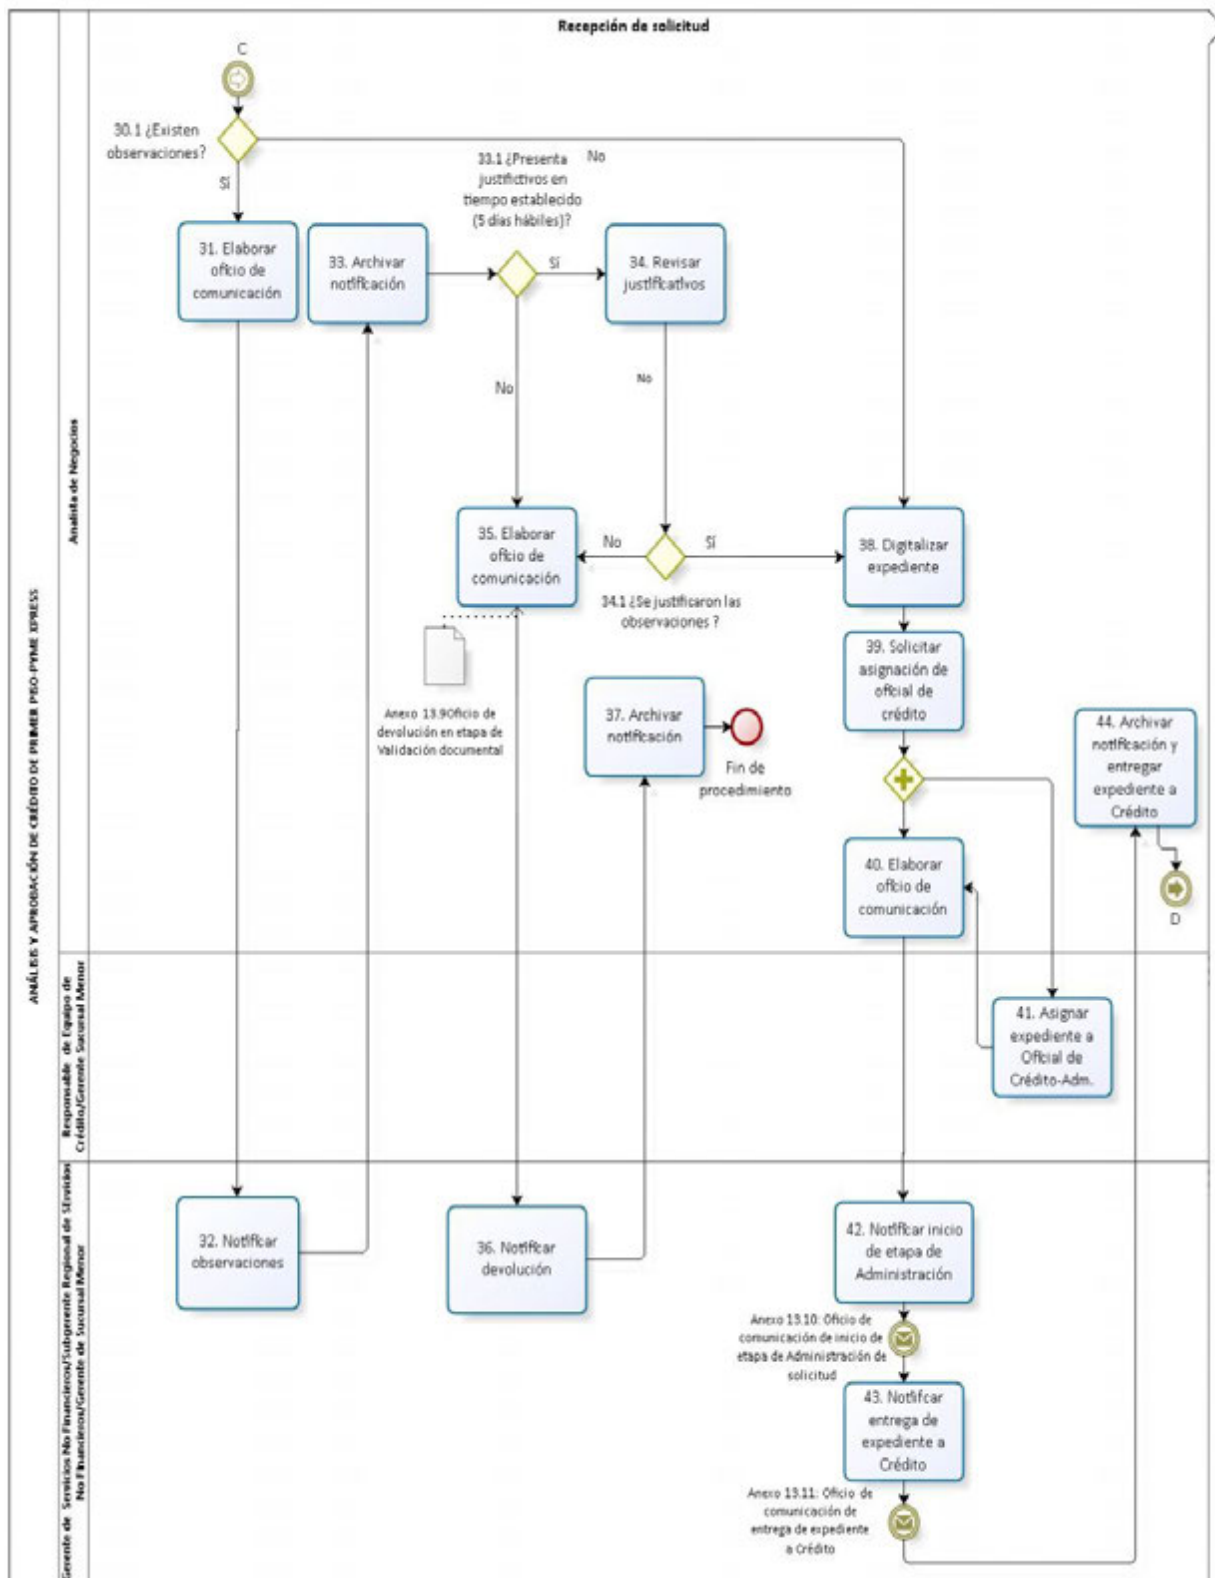 Recepción de solicitud
C
30.1 ¿Existen
observaciones?
No
Sí
33.1 ¿Presenta
justifictivos en
tiempo establecido
(5 días hábiles)?
31. Elaborar
oficio de
comunicación
33. Archivar
notificación
Sí
34. Revisar
justificativos
No
No
Analista de Negocios
35. Elaborar
oficio de
comunicación
No
Sí
34.1 ¿Se justificaron las
observaciones ?
38. Digitalizar
expediente
39. Solicitar
asignación de
oficial de
crédito
Anexo 13.9Oficio de
devolución en etapa de
Validación documental
37. Archivar
notificación
Fin de
procedimiento
44. Archivar
notificación y
entregar
expediente a
Crédito
D
40. Elaborar
oficio de
comunicación
ANÁLISIS Y APROBACIÓN DE CRÉDITO DE PRIMER PISO-PYME XPRESS
Responsable de Equipo de
Crédito/Gerente Sucursal Menor
41. Asignar
expediente a
Oficial de
Crédito-Adm.
Gerente de Servicios No Financieros/Subgerente Regional de SErvicios
No Financieros/Gerente de Sucursal Menor
32. Notificar
observaciones
36. Notificar
devolución
42. Notificar inicio
de etapa de
Administración
Anexo 13.10: Oficio de
comunicación de inicio de
etapa de Administración de
solicitud
43. Notlifcar
entrega de
expediente a
Crédito
Anexo 13.11: Oficio de
comunicación de
entrega de expediente
a Crédito